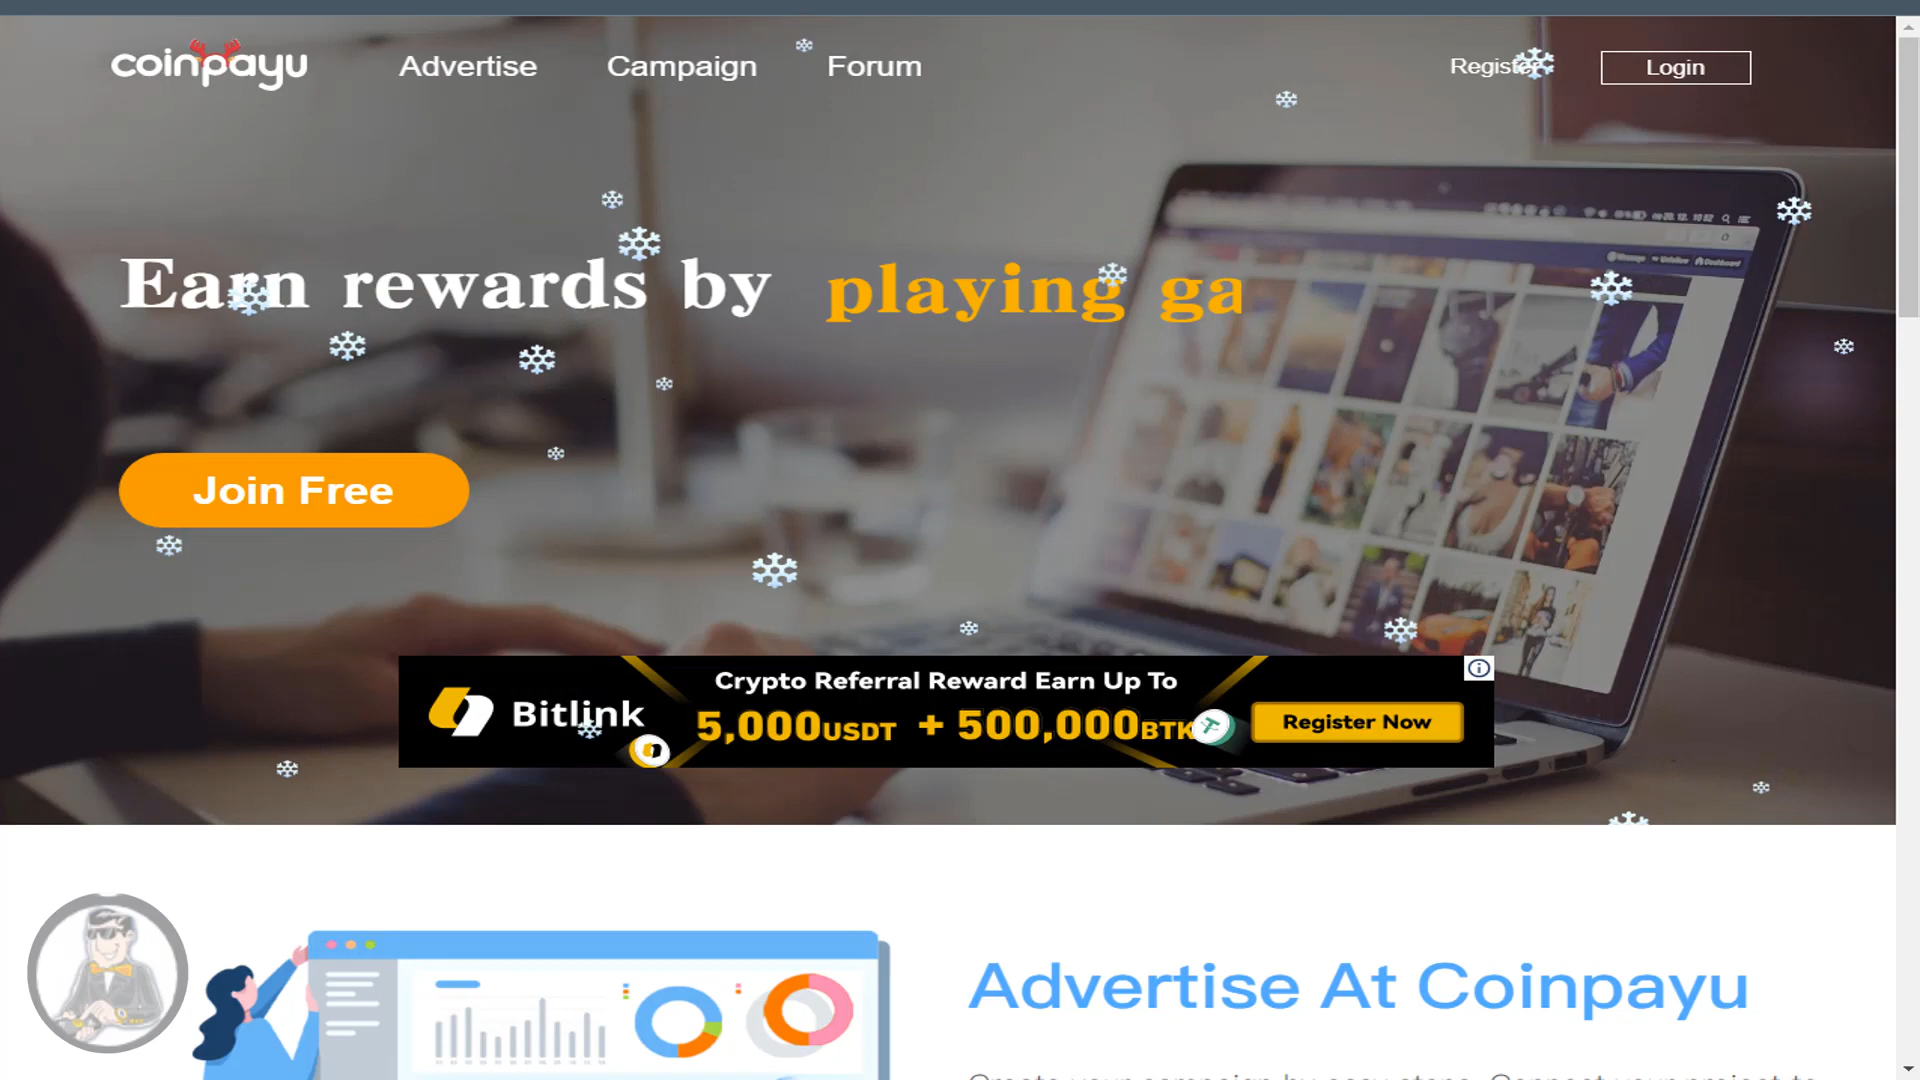 coinpayu
Advertise
Campaign
Forum
Register
Login
Earn rewards by playing ga
Join Free
Bitlink
Crypto Referral Reward Earn Up To
5,000USDT + 500,000BTK
Register Now
Advertise At Coinpayu